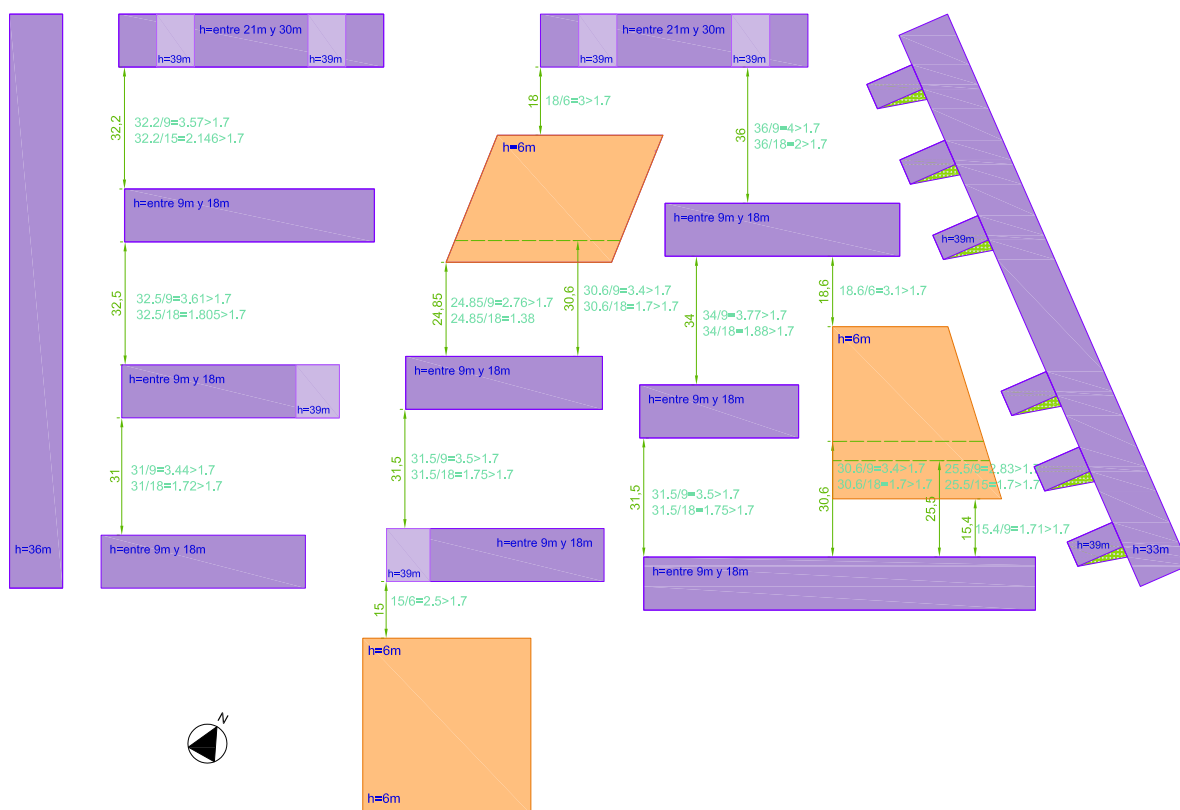 h=entre 21m y 30m
h=39m
h=39m
h=entre 21m y 30m
h=39m
h=39m
32,2
32.2/9=3.57>1.7
32.2/15=2.146>1.7
18
18/6=3>1.7
36
36/9=4>1.7
36/18=2>1.7
h=6m
h=entre 9m y 18m
h=entre 9m y 18m
h=39m
32,5
32.5/9=3.61>1.7
32.5/18=1.805>1.7
24,85
24.85/9=2.76>1.7
24.85/18=1.38
30,6
30.6/9=3.4>1.7
30.6/18=1.7>1.7
34
34/9=3.77>1.7
34/18=1.88>1.7
18,6
18.6/6=3.1>1.7
h=6m
h=entre 9m y 18m
h=39m
h=entre 9m y 18m
h=entre 9m y 18m
31
31/9=3.44>1.7
31/18=1.72>1.7
31,5
31.5/9=3.5>1.7
31.5/18=1.75>1.7
31,5
31.5/9=3.5>1.7
31.5/18=1.75>1.7
30,6
30.6/9=3.4>1.7
30.6/18=1.7>1.7
25,5
25.5/9=2.83>1.7
25.5/15=1.7>1.7
15,4
15.4/9=1.71>1.7
h=36m
h=entre 9m y 18m
h=39m
h=entre 9m y 18m
h=entre 9m y 18m
h=39m
h=33m
15
15/6=2.5>1.7
h=6m
N
h=6m